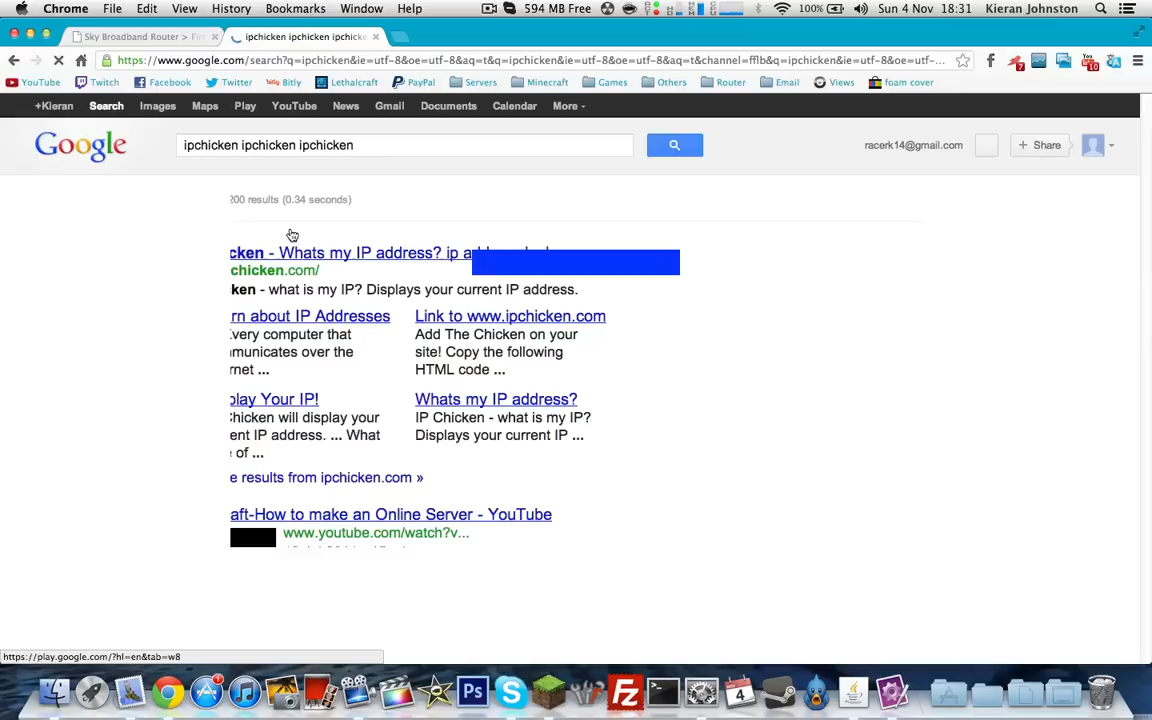 Chrome File Edit View History Bookmarks Window Help 594 MB Free 100% Sun 4 Nov 18:31 Kieran Johnston
Sky Broadband Router > Fi ipchicken ipchicken ipchicke
https://www.google.com/search?q=ipchicken&ie=utf-8&oe=utf-8&aq=t&q=ipchicken&ie=utf-8&oe=utf-8&aq=t&channel=fflb&q=ipchicken&ie=utf-8&oe=utf-...
YouTube Twitch Facebook Twitter Bitly Lethalcraft PayPal Servers Minecraft Games Others Router Email Views foam cover
+Kieran Search Images Maps Play YouTube News Gmail Documents Calendar More
Google ipchicken ipchicken ipchicken racerk14@gmail.com + Share
200 results (0.34 seconds)
cken - Whats my IP address? ip a
chicken.com/
ken - what is my IP? Displays your current IP address.
rn about IP Addresses Link to www.ipchicken.com
Every computer that Add The Chicken on your
mmunicates over the site! Copy the following
rnet ... HTML code ...
play Your IP! Whats my IP address?
Chicken will display your IP Chicken - what is my IP?
ent IP address. ... What Displays your current IP ...
e of ...
e results from ipchicken.com »
aft-How to make an Online Server - YouTube
www.youtube.com/watch?v...
https://play.google.com/?hl=en&tab=w8